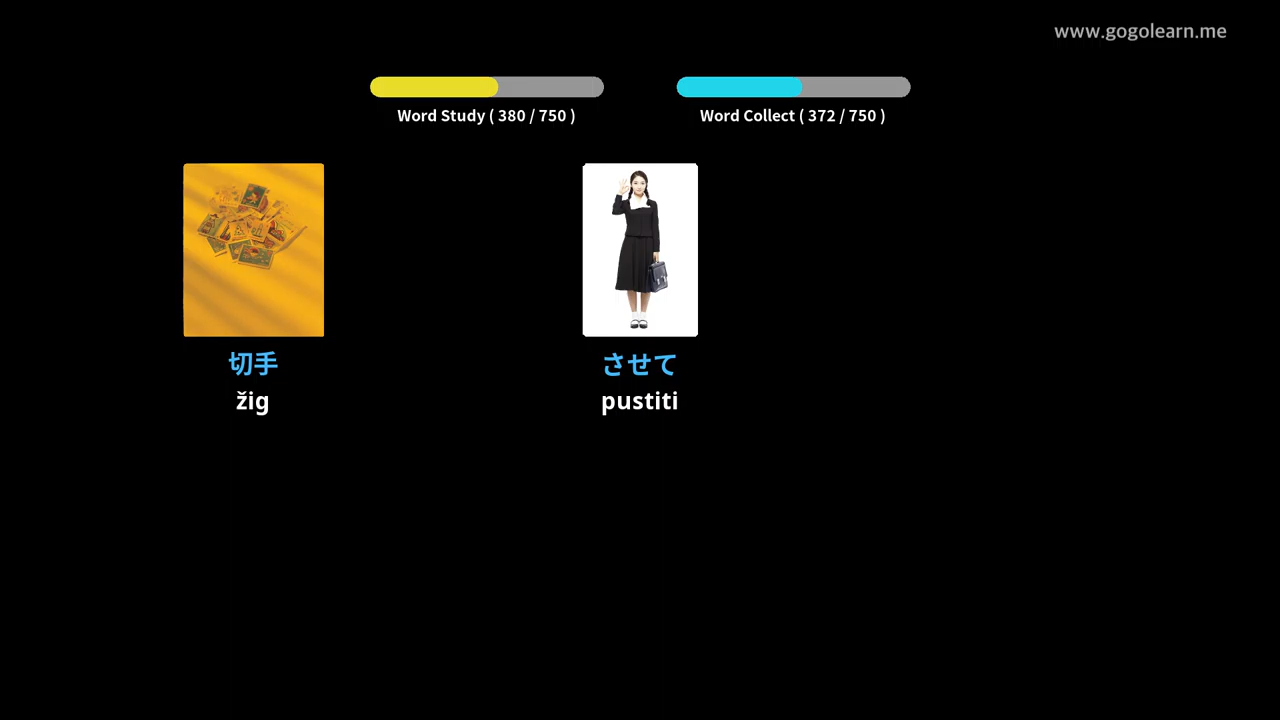 www.gogolearn.me
Word Study ( 380 / 750 )
Word Collect ( 372 / 750 )
切手
žig
させて
pustiti